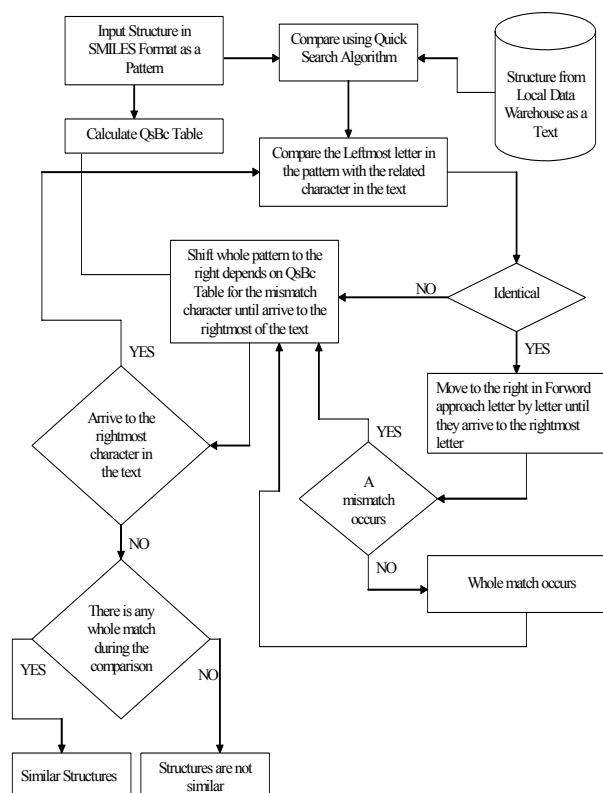 Input Structure in
SMILES Format as a
Pattern
Compare using Quick
Search Algorithm
Structure from
Local Data
Warehouse as a
Text
Calculate QsBc Table
Compare the Leftmost letter in
the pattern with the related
character in the text
Shift whole pattern to the
right depends on QsBc
Table for the mismatch
character until arrive to the
rightmost of the text
NO
Identical
YES
YES
Move to the right in Forword
approach letter by letter until
they arrive to the rightmost
letter
Arrive to the
rightmost
character in
the text
YES
A
mismatch
occurs
NO
NO
Whole match occurs
There is any
whole match
during the
comparison
YES
NO
Similar Structures
Structures are not
similar